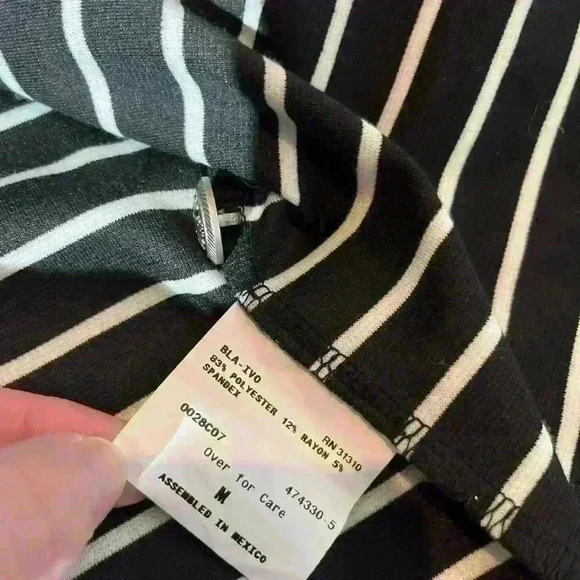 BLA-IVO RN 31310
83% POLYESTER 12% RAYON 5%
SPANDEX
0028C07 474330-5
Over for Care
M
ASSEMBLED IN MEXICO